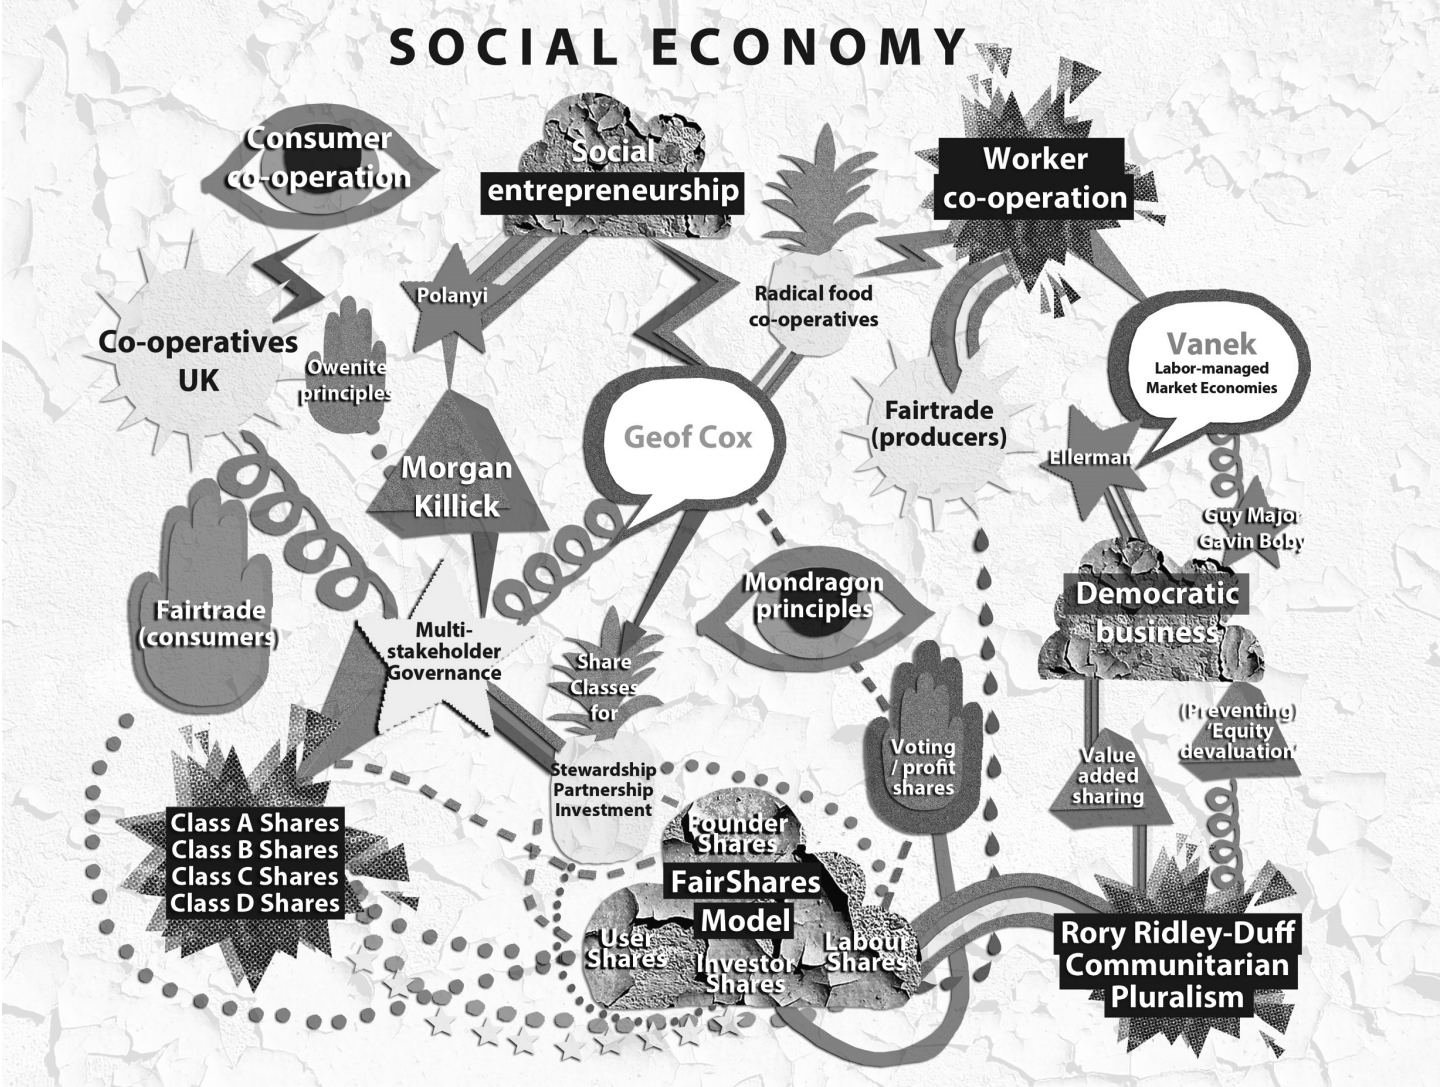 SOCIAL ECONOMY
Consumer
co-operation
Social
entrepreneurship
Worker
co-operation
Polanyi
Radical food
co-operatives
Co-operatives
UK
Owenite
principles
Vanek
Labor-managed
Market Economies
Geof Cox
Fairtrade
(producers)
Morgan
Killick
Ellerman
Guy Major
Gavin Boby
Fairtrade
(consumers)
Multi-
stakeholder
Governance
Share
Classes
for
Stewardship
Partnership
Investment
Mondragon
principles
Democratic
business
Voting
/ profit
shares
Value
added
sharing
(Preventing)
'Equity
devaluation'
Class A Shares
Class B Shares
Class C Shares
Class D Shares
Founder
Shares
FairShares
Model
User
Shares
Investor
Shares
Labour
Shares
Rory Ridley-Duff
Communitarian
Pluralism